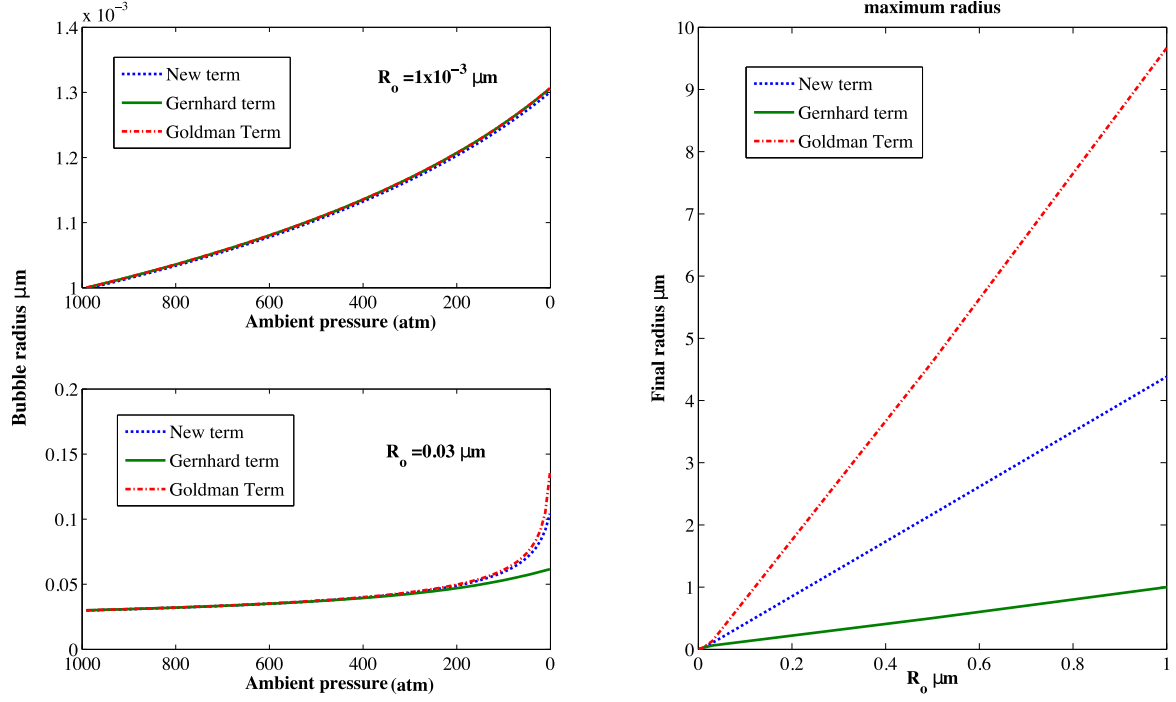 x 10⁻³
1.4
1.3
1.2
1.1
1
1000
800
600
400
200
0
Ambient pressure (atm)
New term
Gernhard term
Goldman Term
Rₒ =1x10⁻³ μm
Bubble radius μm
0.2
0.15
0.1
0.05
0
1000
800
600
400
200
0
Ambient pressure (atm)
New term
Gernhard term
Goldman Term
Rₒ =0.03 μm
maximum radius
10
9
8
7
6
5
4
3
2
1
0
0
0.2
0.4
0.6
0.8
1
Rₒ μm
Final radius μm
New term
Gernhard term
Goldman Term